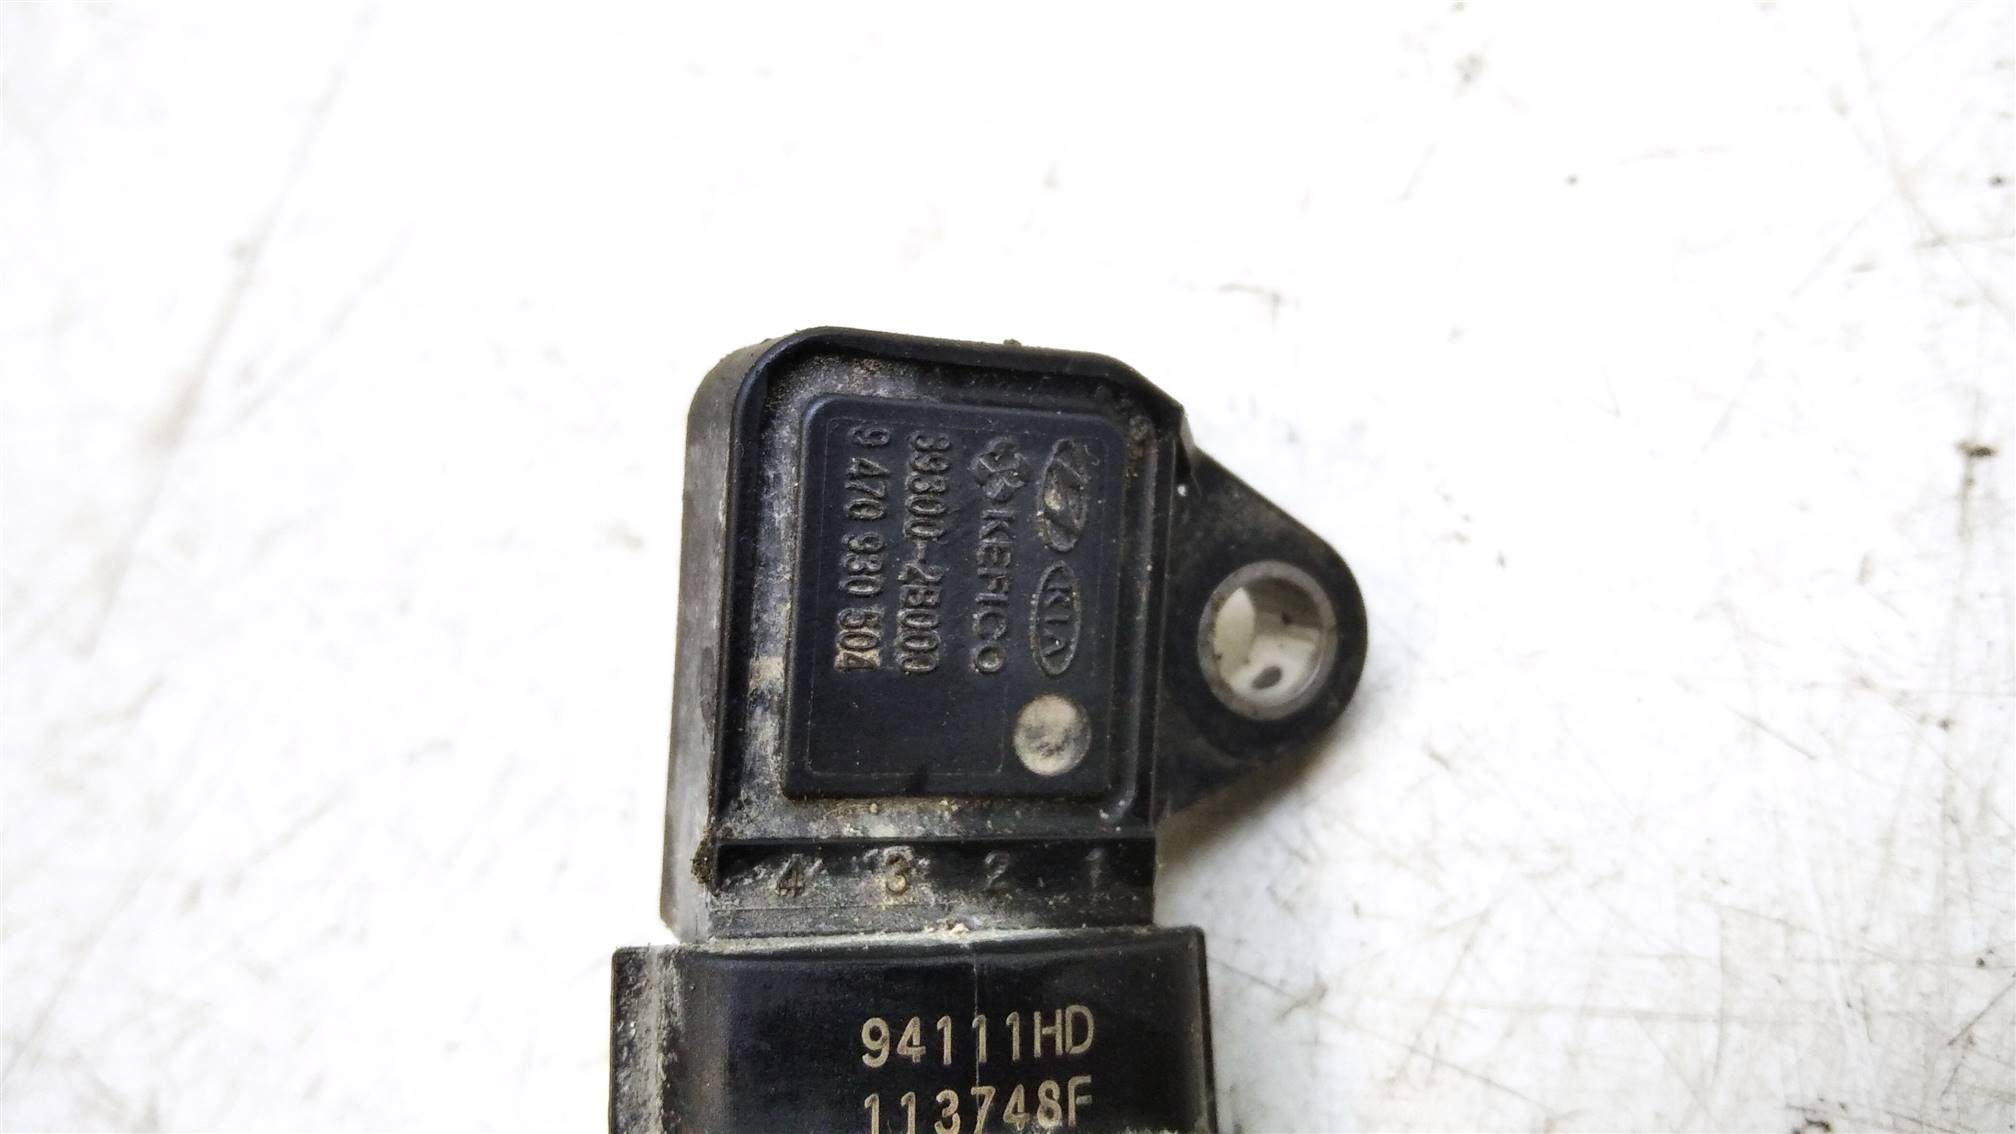 KIA
KEFICO
39300-2B000
9 470 930 504
4 3 2 1
94111HD
113748F